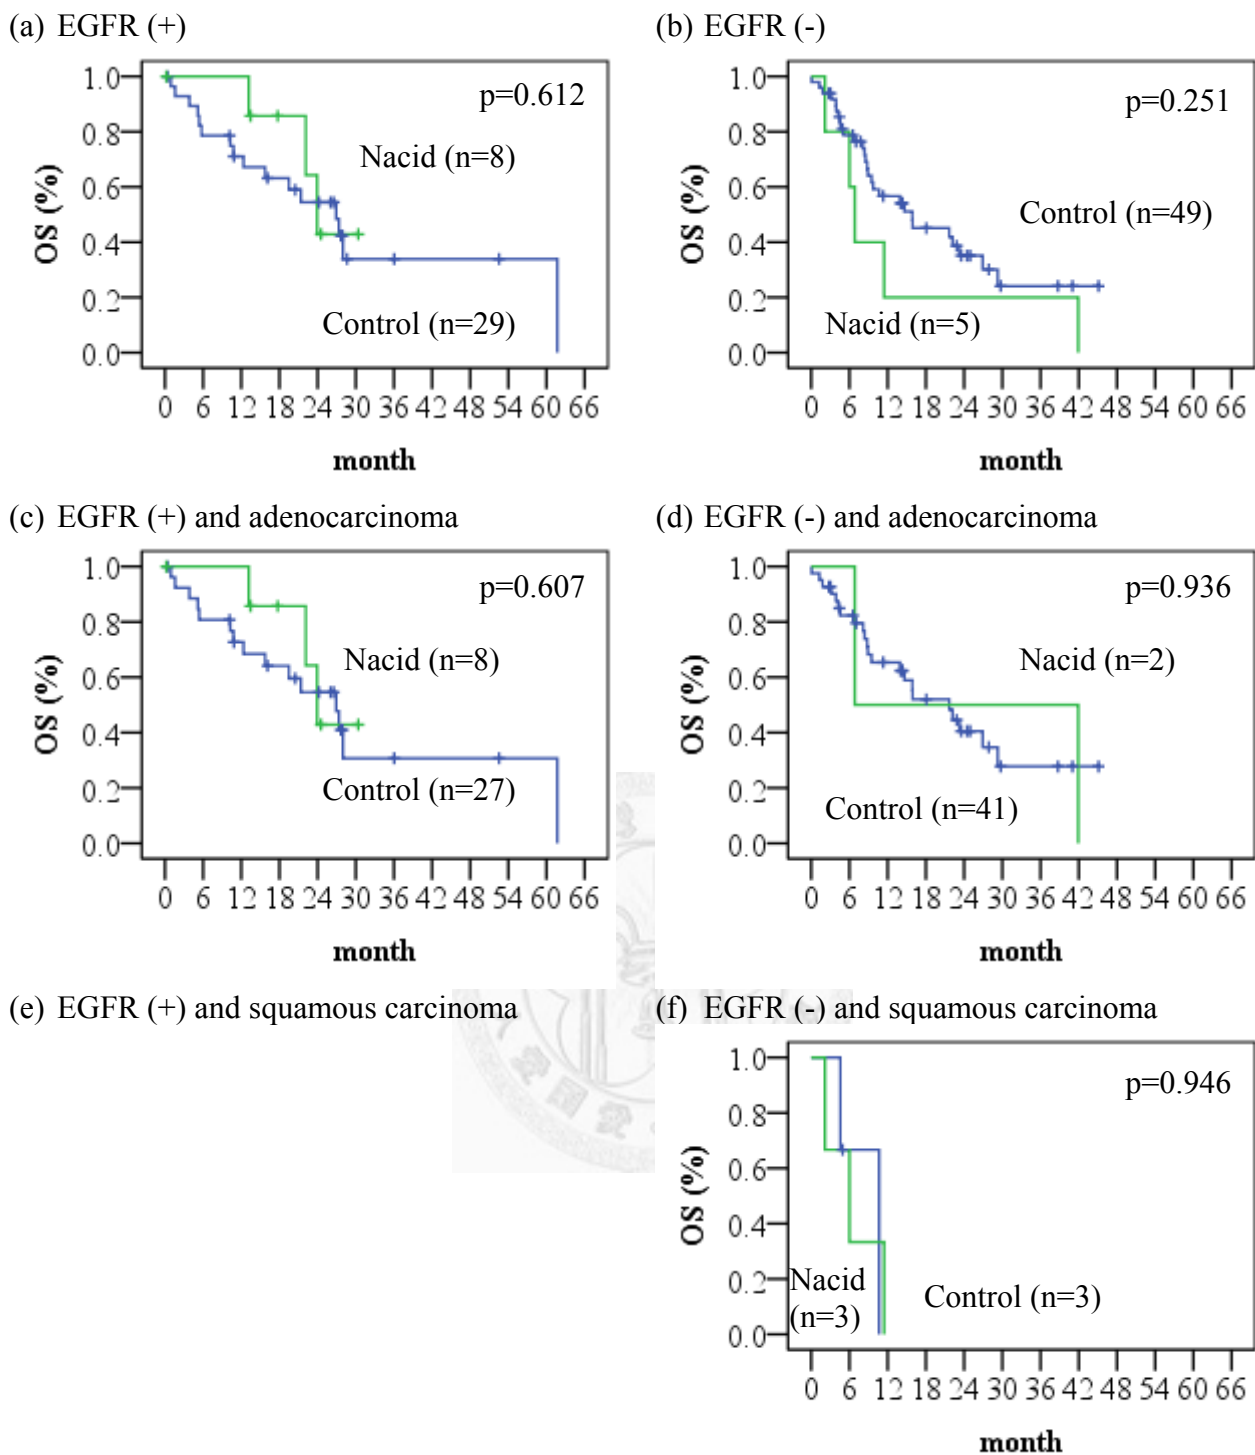 (a) EGFR (+)
1.0
0.8
0.6
0.4
0.2
0.0
OS (%)
p=0.612
Nacid (n=8)
Control (n=29)
0 6 12 18 24 30 36 42 48 54 60 66
month
(b) EGFR (-)
1.0
0.8
0.6
0.4
0.2
0.0
OS (%)
p=0.251
Control (n=49)
Nacid (n=5)
0 6 12 18 24 30 36 42 48 54 60 66
month
(c) EGFR (+) and adenocarcinoma
1.0
0.8
0.6
0.4
0.2
0.0
OS (%)
p=0.607
Nacid (n=8)
Control (n=27)
0 6 12 18 24 30 36 42 48 54 60 66
month
(d) EGFR (-) and adenocarcinoma
1.0
0.8
0.6
0.4
0.2
0.0
OS (%)
p=0.936
Nacid (n=2)
Control (n=41)
0 6 12 18 24 30 36 42 48 54 60 66
month
(e) EGFR (+) and squamous carcinoma
(f) EGFR (-) and squamous carcinoma
1.0
0.8
0.6
0.4
0.2
0.0
OS (%)
p=0.946
Nacid
(n=3)
Control (n=3)
0 6 12 18 24 30 36 42 48 54 60 66
month
愛國愛